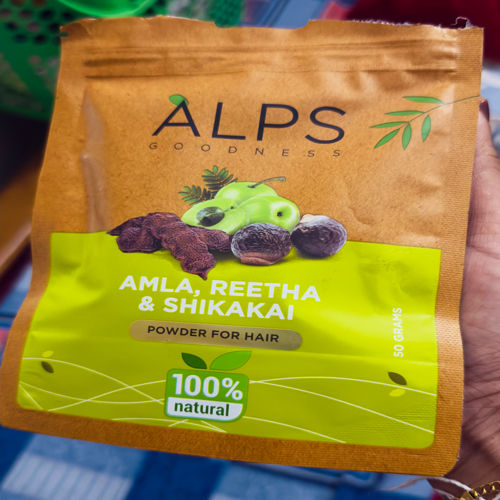 ALPS
GOODNESS
AMLA, REETHA
& SHIKAKAI
POWDER FOR HAIR
50 GRAMS
100%
natural